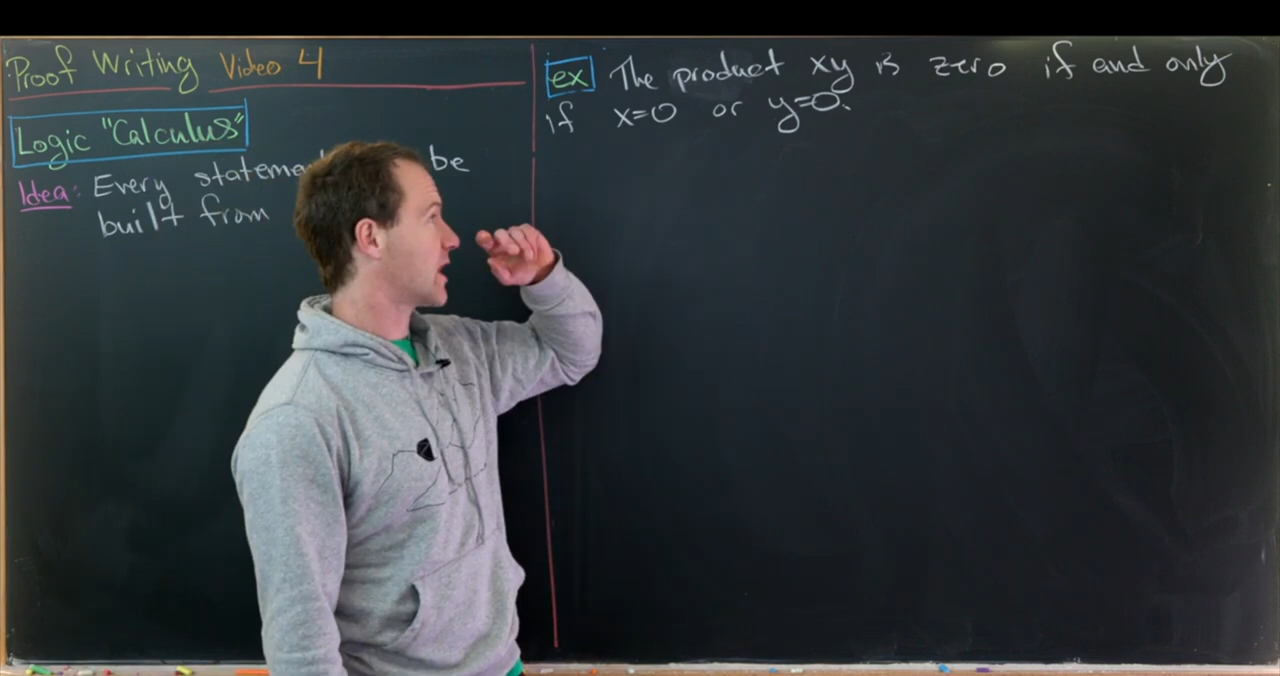 Proof Writing Video 4
Logic "Calculus"
Idea: Every be
built from
ex The product xy is zero if and only
if x=0 or y=0.